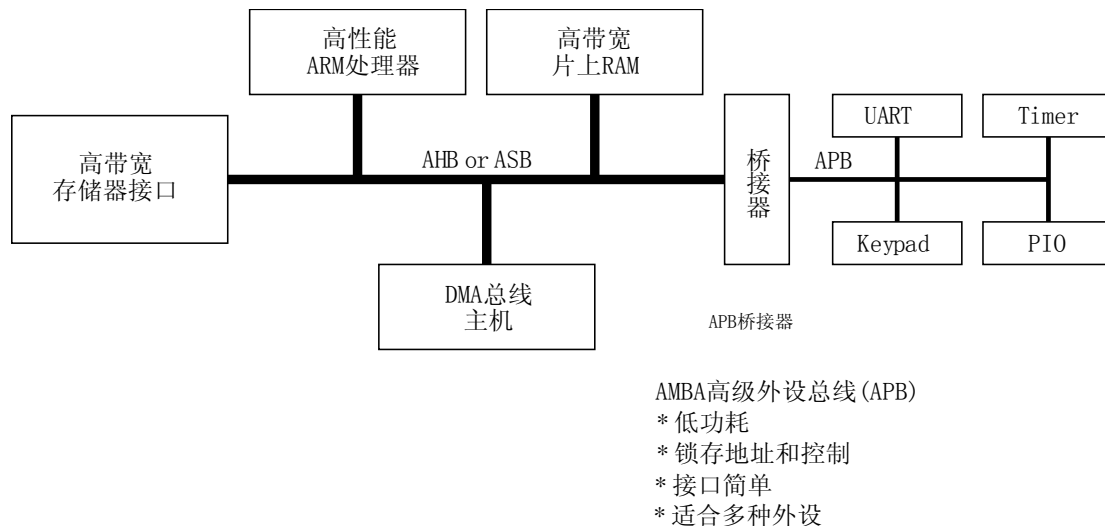 高性能
ARM处理器
高带宽
片上RAM
高带宽
存储器接口
AHB or ASB
桥接器
APB
UART
Timer
Keypad
PIO
DMA总线
主机
APB桥接器
AMBA高级外设总线(APB)
* 低功耗
* 锁存地址和控制
* 接口简单
* 适合多种外设